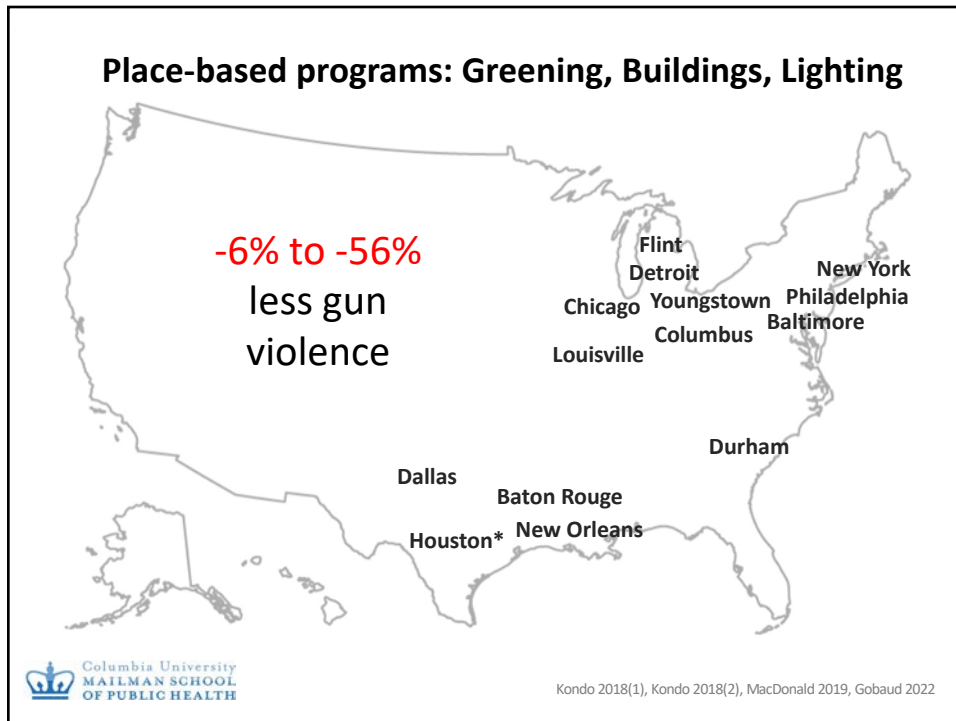 Place-based programs: Greening, Buildings, Lighting
-6% to -56%
less gun
violence
Flint
Detroit
New York
Chicago
Youngstown
Philadelphia
Baltimore
Columbus
Louisville
Durham
Dallas
Baton Rouge
New Orleans
Houston*
Columbia University
MAILMAN SCHOOL
OF PUBLIC HEALTH
Kondo 2018(1), Kondo 2018(2), MacDonald 2019, Gobaud 2022